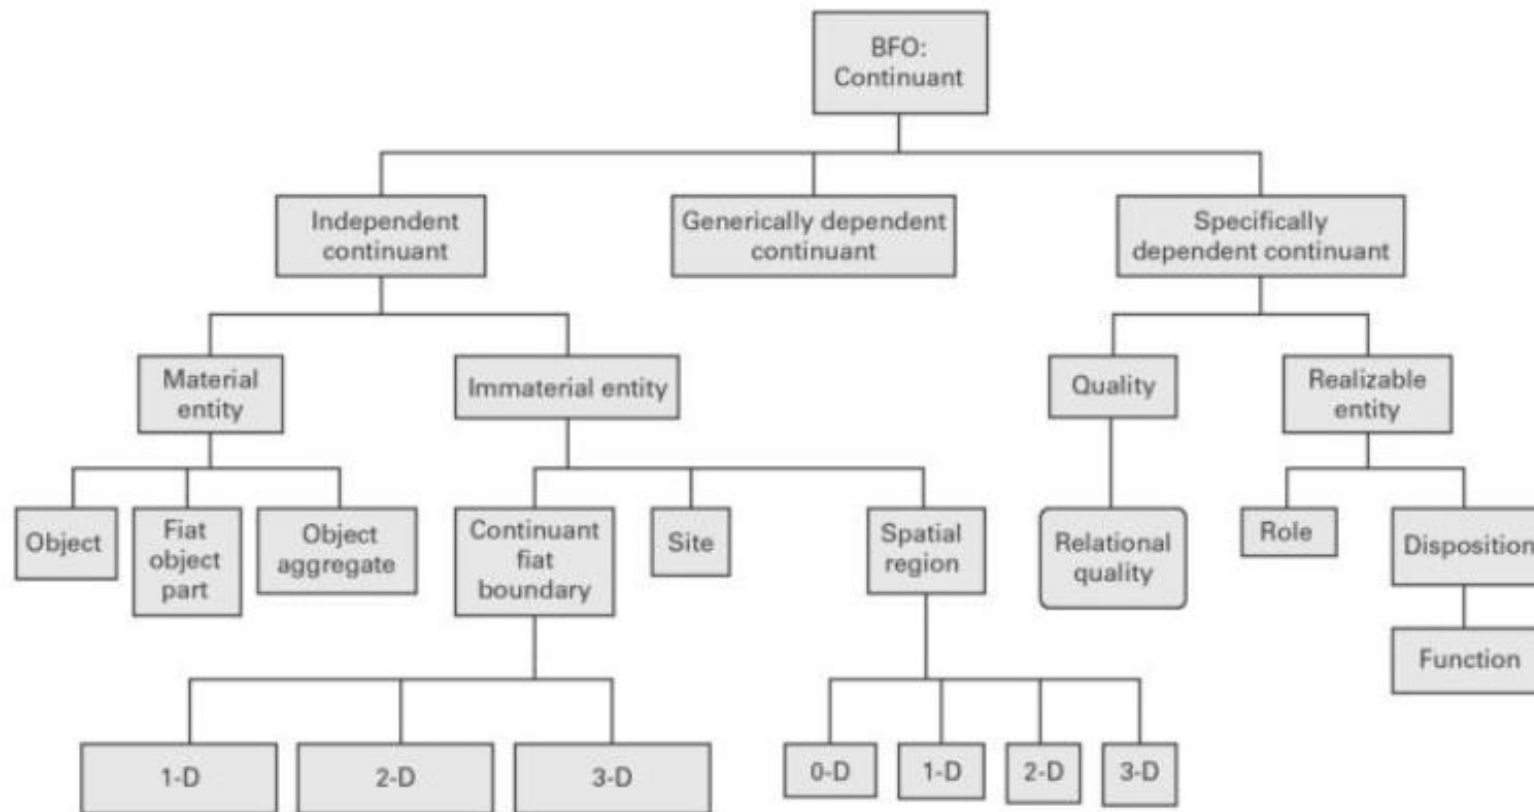 BFO:
Continuant
Independent
continuant
Generically dependent
continuant
Specifically
dependent continuant
Material
entity
Immaterial entity
Quality
Realizable
entity
Object
Fiat
object
part
Object
aggregate
Continuant
fiat
boundary
Site
Spatial
region
Relational
quality
Role
Disposition
Function
1-D
2-D
3-D
0-D
1-D
2-D
3-D